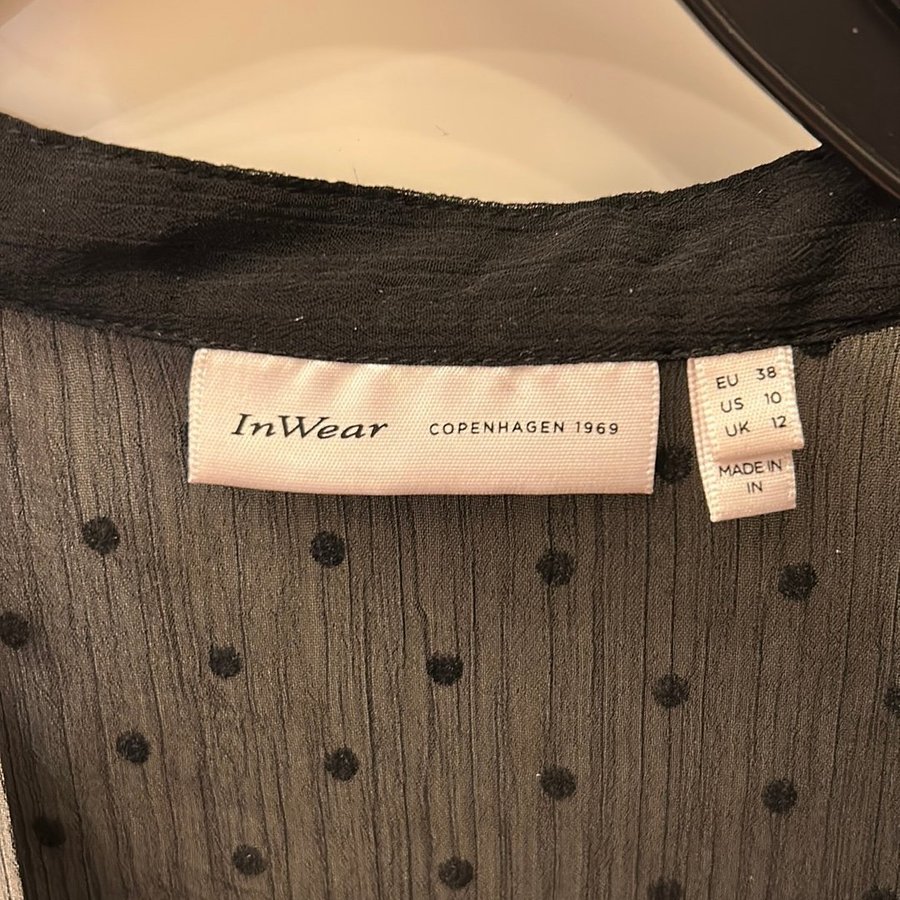 InWear COPENHAGEN 1969
EU 38
US 10
UK 12
MADE IN
IN